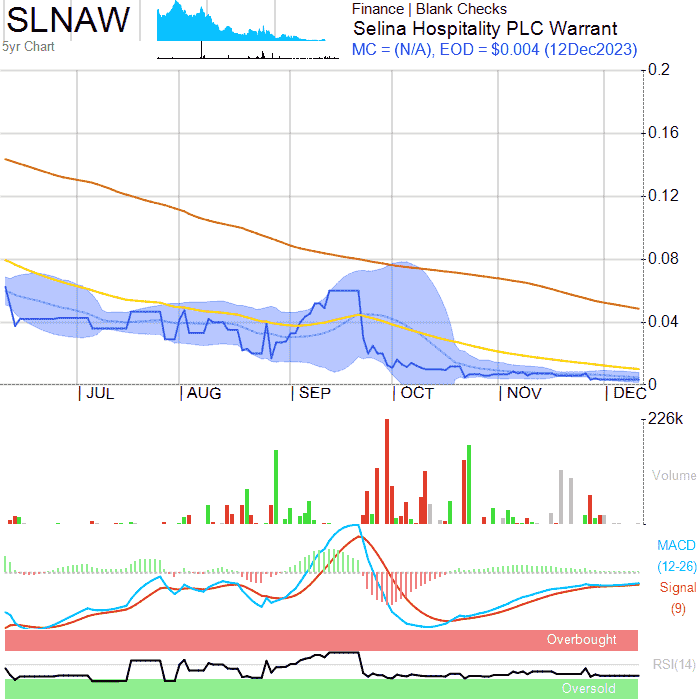 SLNAW
5yr Chart
Finance | Blank Checks
Selina Hospitality PLC Warrant
MC = (N/A), EOD = $0.004 (12Dec2023)
0.2
0.16
0.12
0.08
0.04
0
| JUL | AUG | SEP | OCT | NOV | DEC
226k
Volume
MACD
(12-26)
Signal
(9)
Overbought
RSI(14)
Oversold